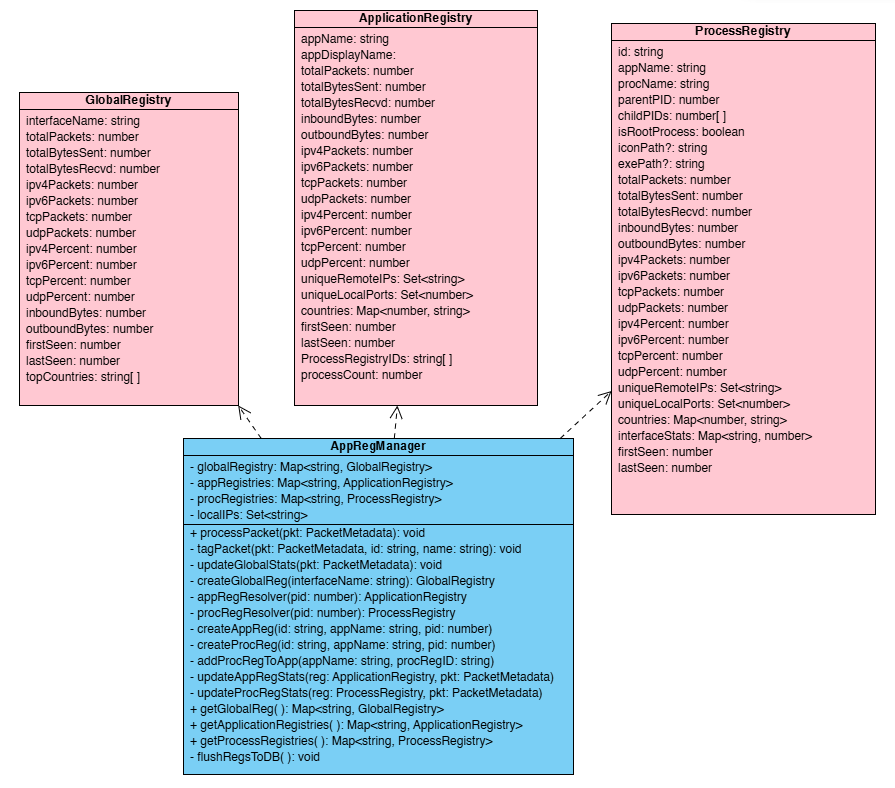 GlobalRegistry
interfaceName: string
totalPackets: number
totalBytesSent: number
totalBytesRecvd: number
ipv4Packets: number
ipv6Packets: number
tcpPackets: number
udpPackets: number
ipv4Percent: number
ipv6Percent: number
tcpPercent: number
udpPercent: number
inboundBytes: number
outboundBytes: number
firstSeen: number
lastSeen: number
topCountries: string[ ]
ApplicationRegistry
appName: string
appDisplayName:
totalPackets: number
totalBytesSent: number
totalBytesRecvd: number
inboundBytes: number
outboundBytes: number
ipv4Packets: number
ipv6Packets: number
tcpPackets: number
udpPackets: number
ipv4Percent: number
ipv6Percent: number
tcpPercent: number
udpPercent: number
uniqueRemoteIPs: Set<string>
uniqueLocalPorts: Set<number>
countries: Map<number, string>
firstSeen: number
lastSeen: number
ProcessRegistryIDs: string[ ]
processCount: number
ProcessRegistry
id: string
appName: string
procName: string
parentPID: number
childPIDs: number[ ]
isRootProcess: boolean
iconPath?: string
exePath?: string
totalPackets: number
totalBytesSent: number
totalBytesRecvd: number
inboundBytes: number
outboundBytes: number
ipv4Packets: number
ipv6Packets: number
tcpPackets: number
udpPackets: number
ipv4Percent: number
ipv6Percent: number
tcpPercent: number
udpPercent: number
uniqueRemoteIPs: Set<string>
uniqueLocalPorts: Set<number>
countries: Map<number, string>
interfaceStats: Map<string, number>
firstSeen: number
lastSeen: number
AppRegManager
- globalRegistry: Map<string, GlobalRegistry>
- appRegistries: Map<string, ApplicationRegistry>
- procRegistries: Map<string, ProcessRegistry>
- localIPs: Set<string>
+ processPacket(pkt: PacketMetadata): void
- tagPacket(pkt: PacketMetadata, id: string, name: string): void
- updateGlobalStats(pkt: PacketMetadata): void
- createGlobalReg(interfaceName: string): GlobalRegistry
- appRegResolver(pid: number): ApplicationRegistry
- procRegResolver(pid: number): ProcessRegistry
- createAppReg(id: string, appName: string, pid: number)
- createProcReg(id: string, appName: string, pid: number)
- addProcRegToApp(appName: string, procRegID: string)
- updateAppRegStats(reg: ApplicationRegistry, pkt: PacketMetadata)
- updateProcRegStats(reg: ProcessRegistry, pkt: PacketMetadata)
+ getGlobalReg( ): Map<string, GlobalRegistry>
+ getApplicationRegistries( ): Map<string, ApplicationRegistry>
+ getProcessRegistries( ): Map<string, ProcessRegistry>
- flushRegsToDB( ): void